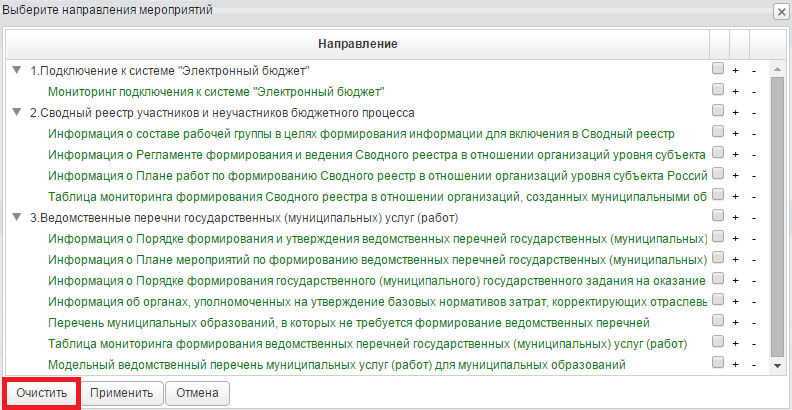 Выберите направления мероприятий
Направление
1.Подключение к системе "Электронный бюджет" + -
Мониторинг подключения к системе "Электронный бюджет" + -
2.Сводный реестр участников и неучастников бюджетного процесса + -
Информация о составе рабочей группы в целях формирования информации для включения в Сводный реестр + -
Информация о Регламенте формирования и ведения Сводного реестра в отношении организаций уровня субъекта + -
Информация о Плане работ по формированию Сводного реестра в отношении организаций уровня субъекта Россий + -
Таблица мониторинга формирования Сводного реестра в отношении организаций, созданных муниципальными об + -
3.Ведомственные перечни государственных (муниципальных) услуг (работ) + -
Информация о Порядке формирования и утверждения ведомственных перечней государственных (муниципальных) + -
Информация о Плане мероприятий по формированию ведомственных перечней государственных (муниципальных) + -
Информация о Порядке формирования государственного (муниципального) государственного задания на оказание + -
Информация об органах, уполномоченных на утверждение базовых нормативов затрат, корректирующих отраслевы + -
Перечень муниципальных образований, в которых не требуется формирование ведомственных перечней + -
Таблица мониторинга формирования ведомственных перечней государственных (муниципальных) услуг (работ) + -
Модельный ведомственный перечень муниципальных услуг (работ) для муниципальных образований + -
Очистить Применить Отмена